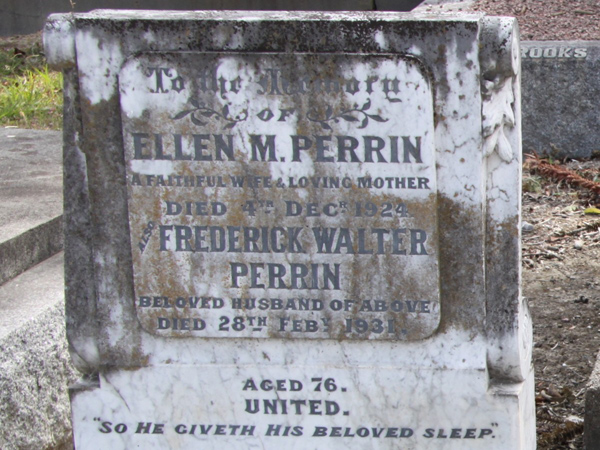 To the Memory
OF
ELLEN M. PERRIN
A FAITHFUL WIFE & LOVING MOTHER
DIED 4TH DECR 1924.
ALSO FREDERICK WALTER
PERRIN
BELOVED HUSBAND OF ABOVE
DIED 28TH FEBY 1931.
AGED 76.
UNITED.
"SO HE GIVETH HIS BELOVED SLEEP."
ROOKS